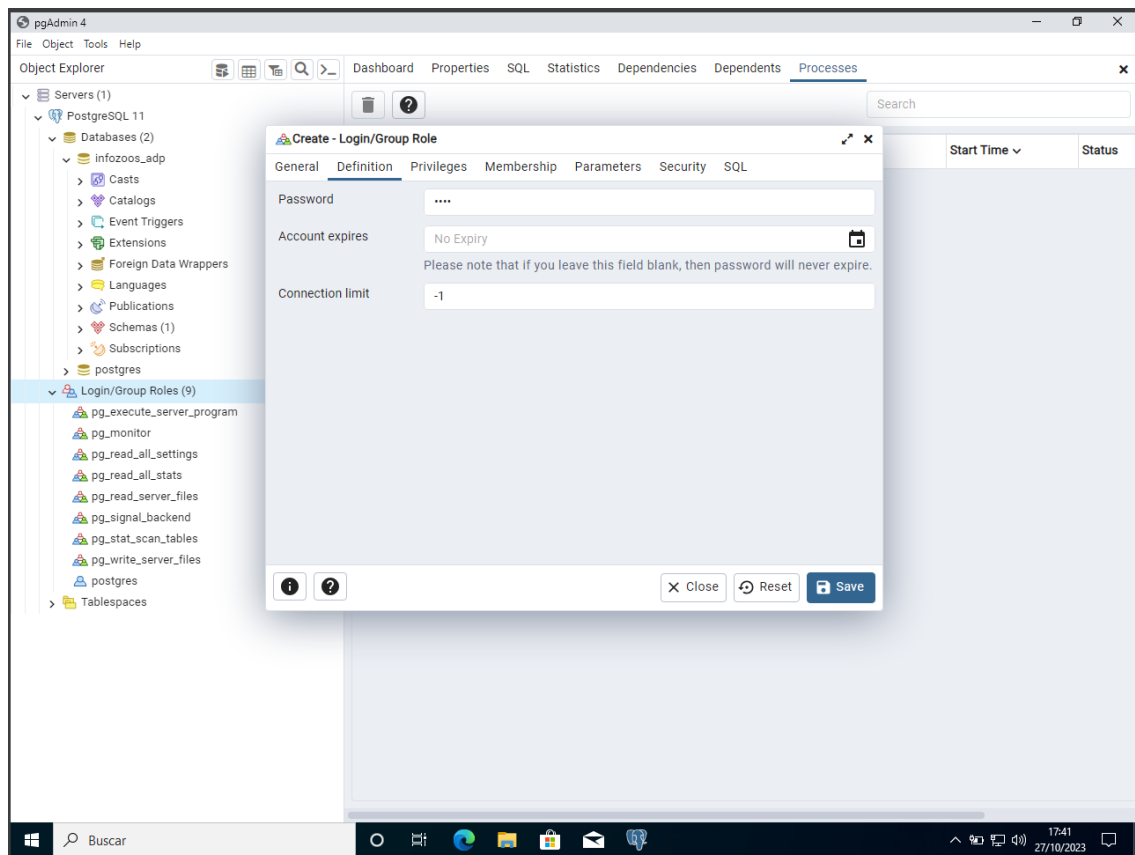 pgAdmin 4
File Object Tools Help
Object Explorer
Dashboard Properties SQL Statistics Dependencies Dependents Processes
Servers (1)
PostgreSQL 11
Databases (2)
infozoos_adp
Casts
Catalogs
Event Triggers
Extensions
Foreign Data Wrappers
Languages
Publications
Schemas (1)
Subscriptions
postgres
Login/Group Roles (9)
pg_execute_server_program
pg_monitor
pg_read_all_settings
pg_read_all_stats
pg_read_server_files
pg_signal_backend
pg_stat_scan_tables
pg_write_server_files
postgres
Tablespaces
Search
Start Time Status
Create - Login/Group Role
General Definition Privileges Membership Parameters Security SQL
Password ••••
Account expires No Expiry
Please note that if you leave this field blank, then password will never expire.
Connection limit -1
Close Reset Save
Buscar
17:41
27/10/2023